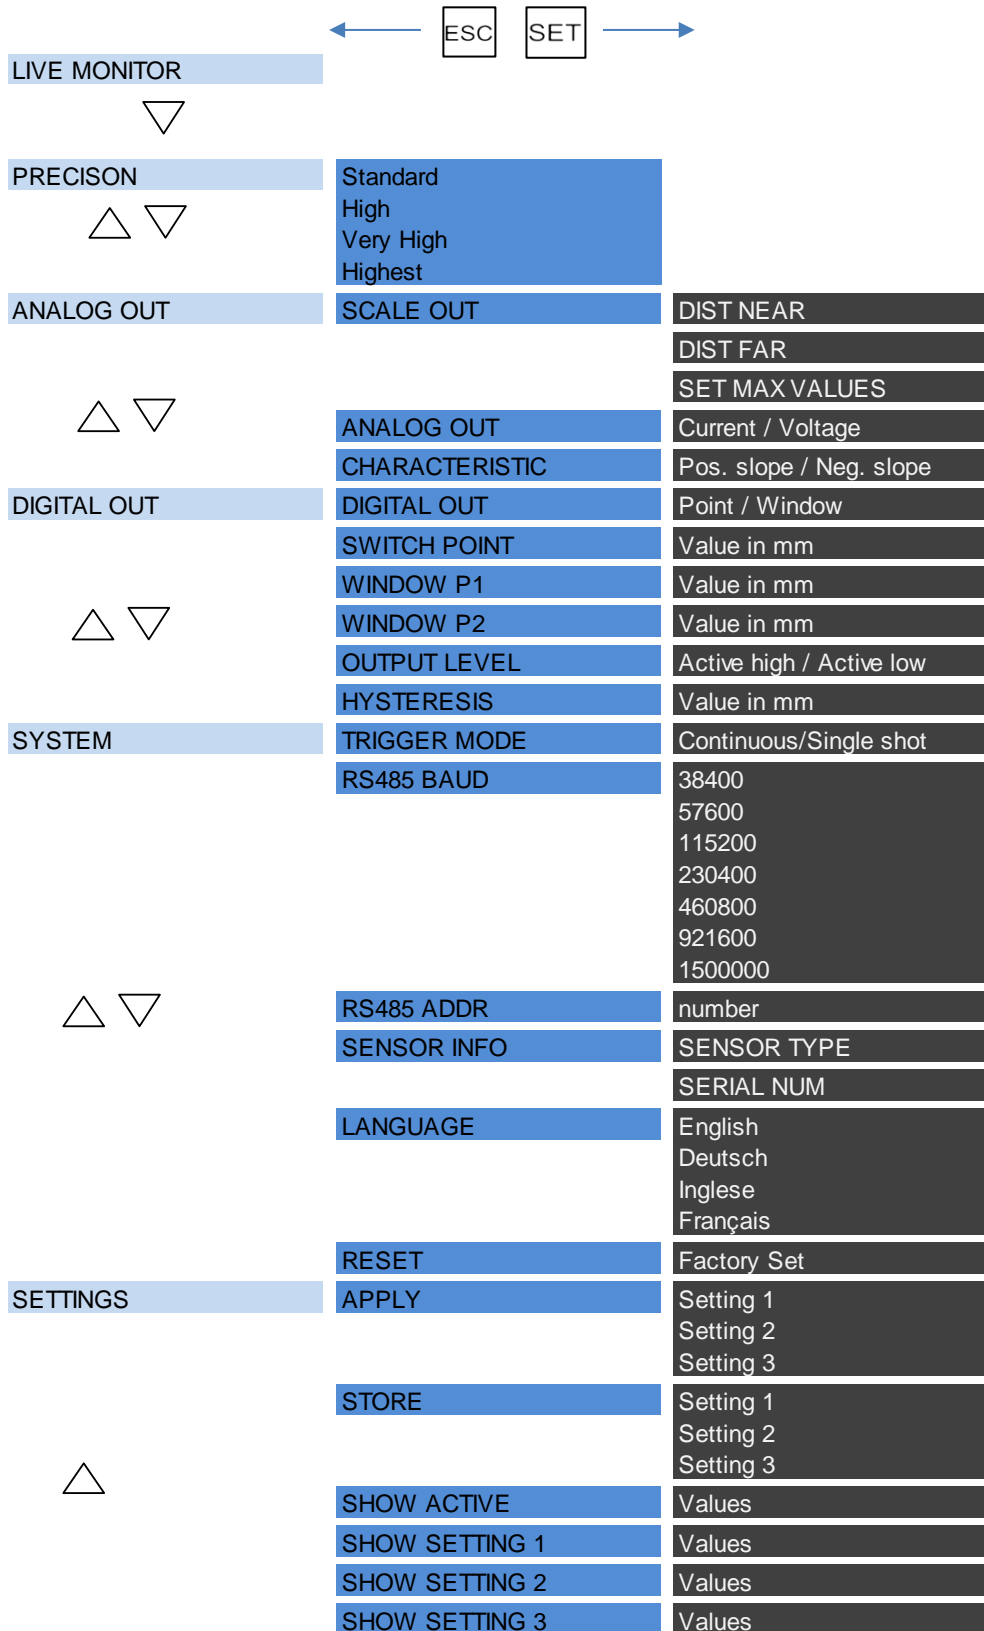 ESC SET
LIVE MONITOR
PRECISON Standard
High
Very High
Highest
ANALOG OUT SCALE OUT DIST NEAR
DIST FAR
SET MAX VALUES
ANALOG OUT Current / Voltage
CHARACTERISTIC Pos. slope / Neg. slope
DIGITAL OUT DIGITAL OUT Point / Window
SWITCH POINT Value in mm
WINDOW P1 Value in mm
WINDOW P2 Value in mm
OUTPUT LEVEL Active high / Active low
HYSTERESIS Value in mm
SYSTEM TRIGGER MODE Continuous/Single shot
RS485 BAUD 38400
57600
115200
230400
460800
921600
1500000
RS485 ADDR number
SENSOR INFO SENSOR TYPE
SERIAL NUM
LANGUAGE English
Deutsch
Inglese
Français
RESET Factory Set
SETTINGS APPLY Setting 1
Setting 2
Setting 3
STORE Setting 1
Setting 2
Setting 3
SHOW ACTIVE Values
SHOW SETTING 1 Values
SHOW SETTING 2 Values
SHOW SETTING 3 Values